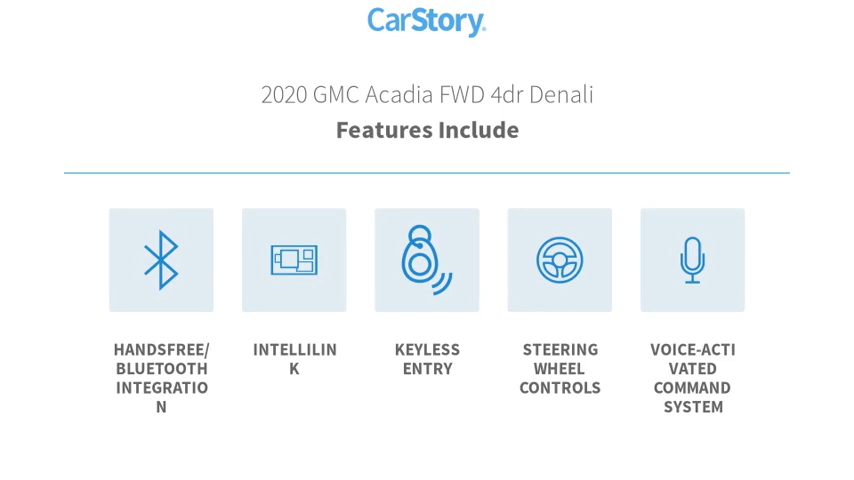 CarStory®
2020 GMC Acadia FWD 4dr Denali
Features Include
HANDSFREE/
BLUETOOTH
INTEGRATIO
N
INTELLILIN
K
KEYLESS
ENTRY
STEERING
WHEEL
CONTROLS
VOICE-ACTI
VATED
COMMAND
SYSTEM